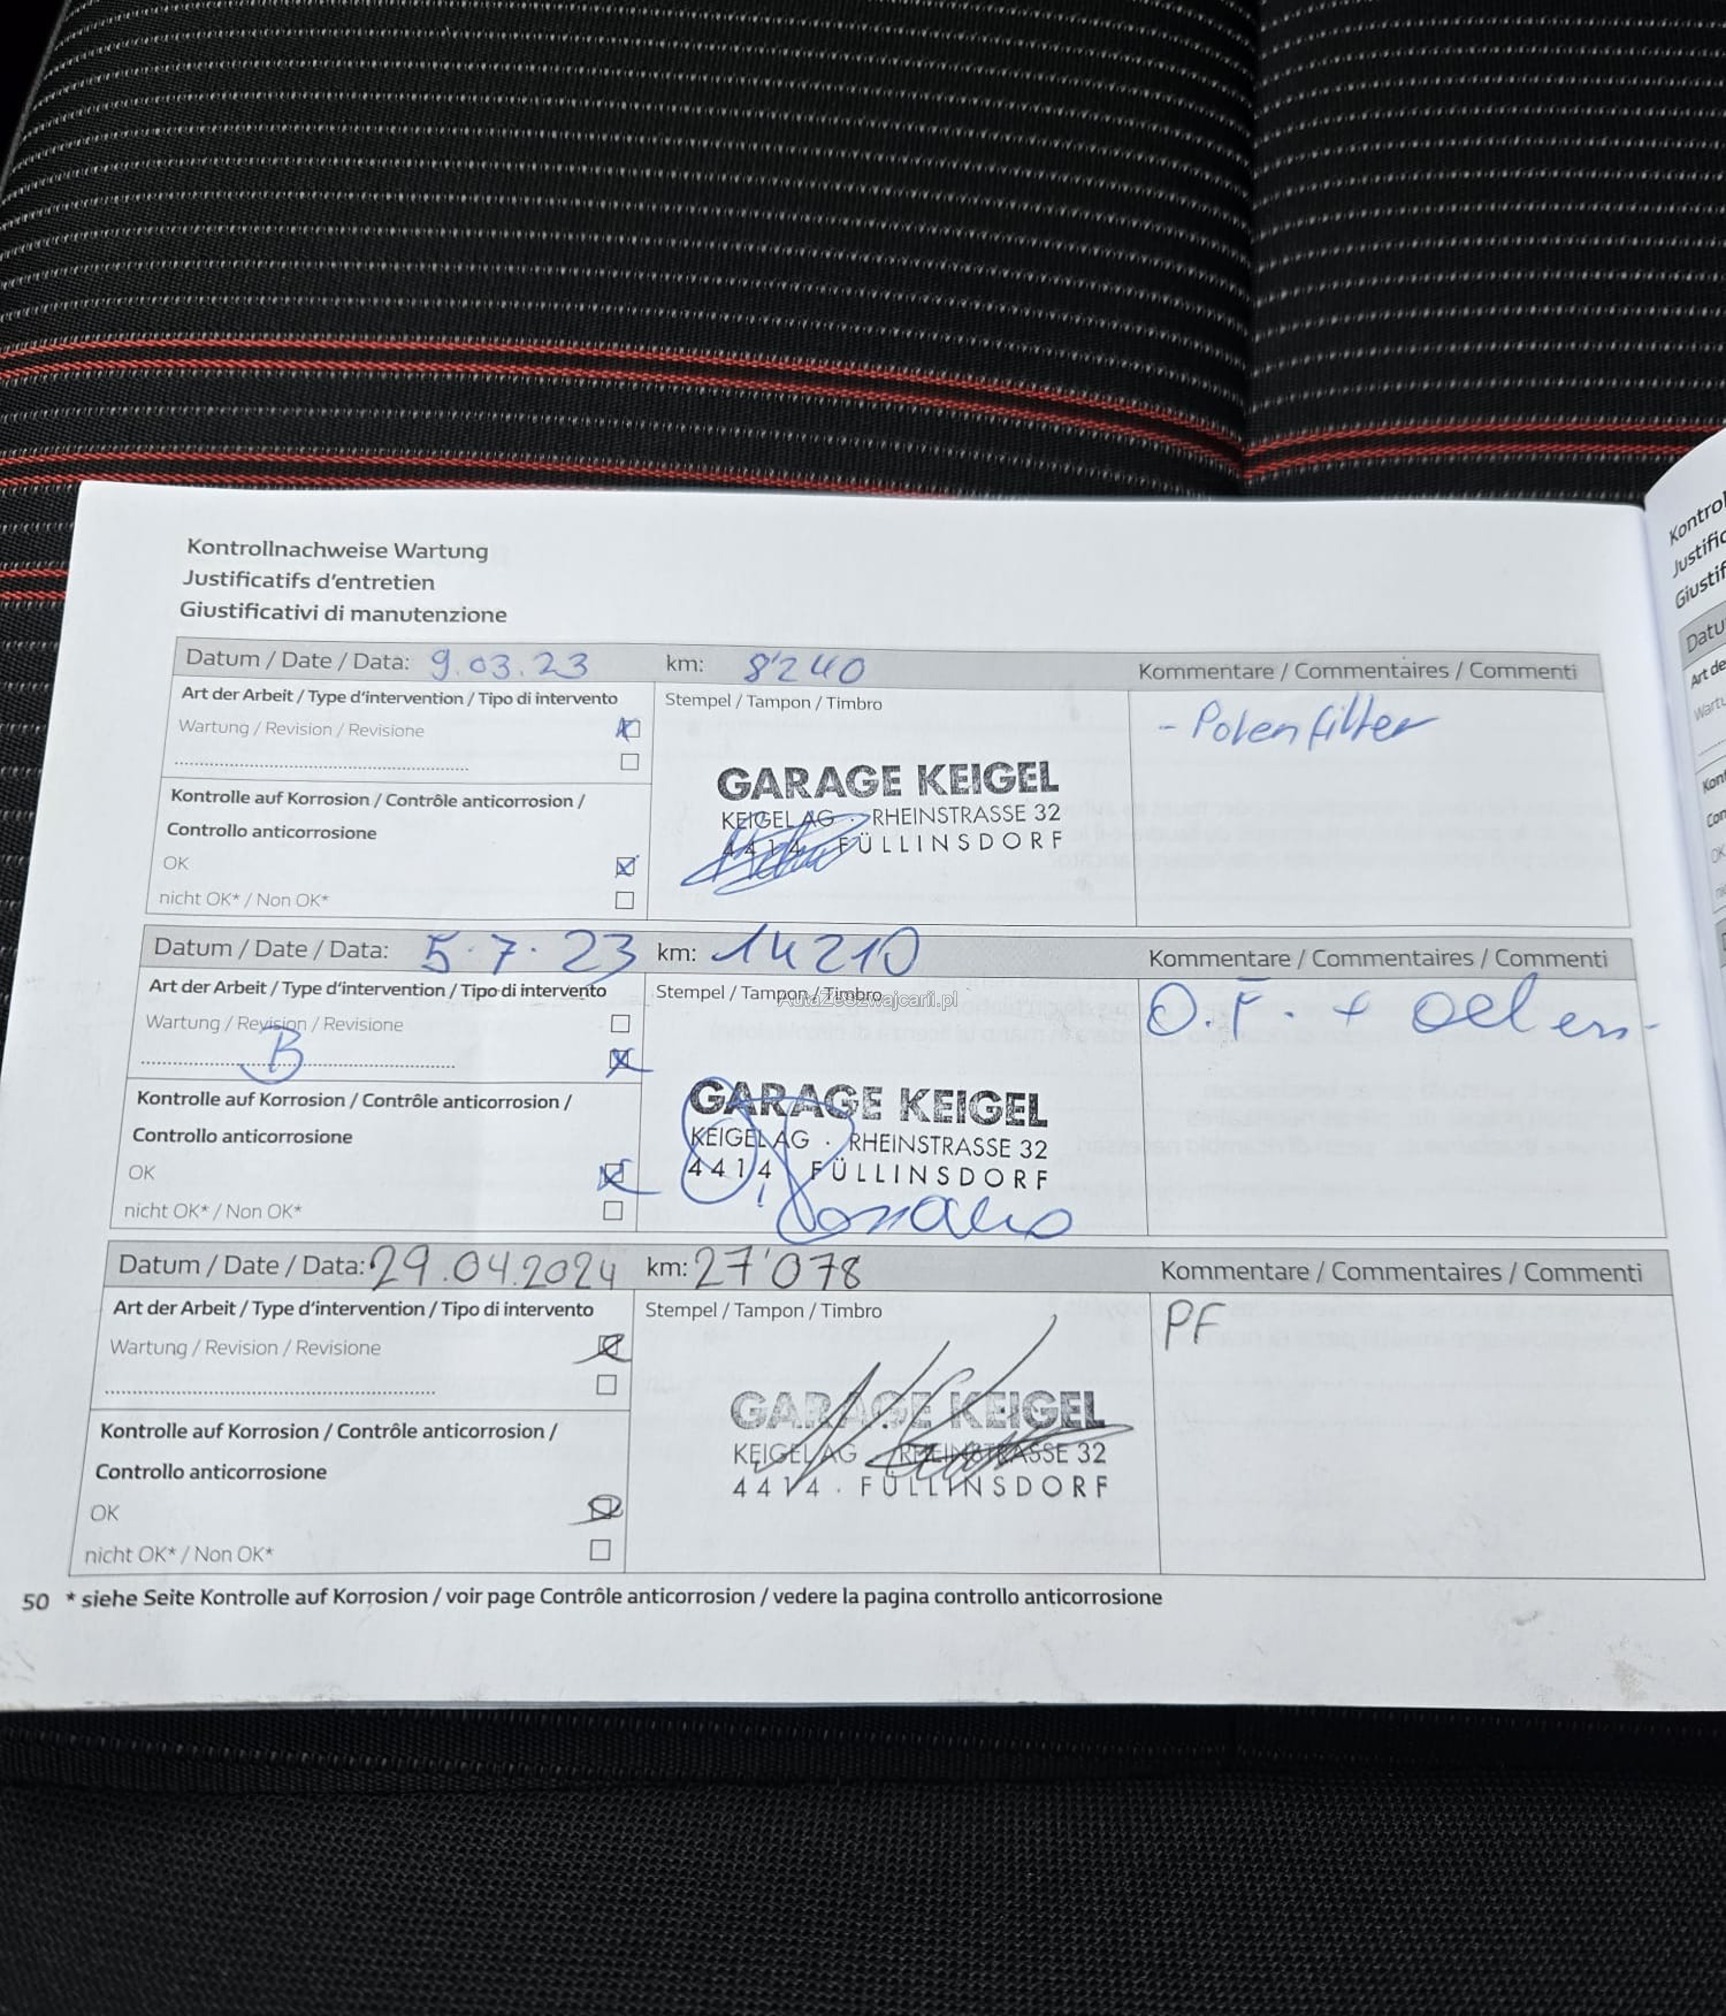 Kontrollnachweise Wartung
Justificatifs d'entretien
Giustificativi di manutenzione
Datum / Date / Data: 9.03.23 km: 8'240 Kommentare / Commentaires / Commenti
Art der Arbeit / Type d'intervention / Tipo di intervento Stempel / Tampon / Timbro
- Polenfilter
Wartung / Revision / Revisione
GARAGE KEIGEL
Kontrolle auf Korrosion / Contrôle anticorrosion /
KEIGEL AG · RHEINSTRASSE 32
Controllo anticorrosione
4414 FÜLLINSDORF
OK
nicht OK* / Non OK*
Datum / Date / Data: 5.7.23 km: 14210 Kommentare / Commentaires / Commenti
Art der Arbeit / Type d'intervention / Tipo di intervento Stempel / Tampon / Timbro
AutaZeSzwajcarii.pl
O.F. + Oel ern.
Wartung / Revision / Revisione
B
GARAGE KEIGEL
Kontrolle auf Korrosion / Contrôle anticorrosion /
KEIGEL AG · RHEINSTRASSE 32
Controllo anticorrosione
4414 FÜLLINSDORF
OK
nicht OK* / Non OK*
Datum / Date / Data: 29.04.2024 km: 27'078 Kommentare / Commentaires / Commenti
Art der Arbeit / Type d'intervention / Tipo di intervento Stempel / Tampon / Timbro
PF
Wartung / Revision / Revisione
GARAGE KEIGEL
Kontrolle auf Korrosion / Contrôle anticorrosion /
KEIGEL AG RHEINSTRASSE 32
Controllo anticorrosione
4414 · FÜLLINSDORF
OK
nicht OK* / Non OK*
50 * siehe Seite Kontrolle auf Korrosion / voir page Contrôle anticorrosion / vedere la pagina controllo anticorrosione